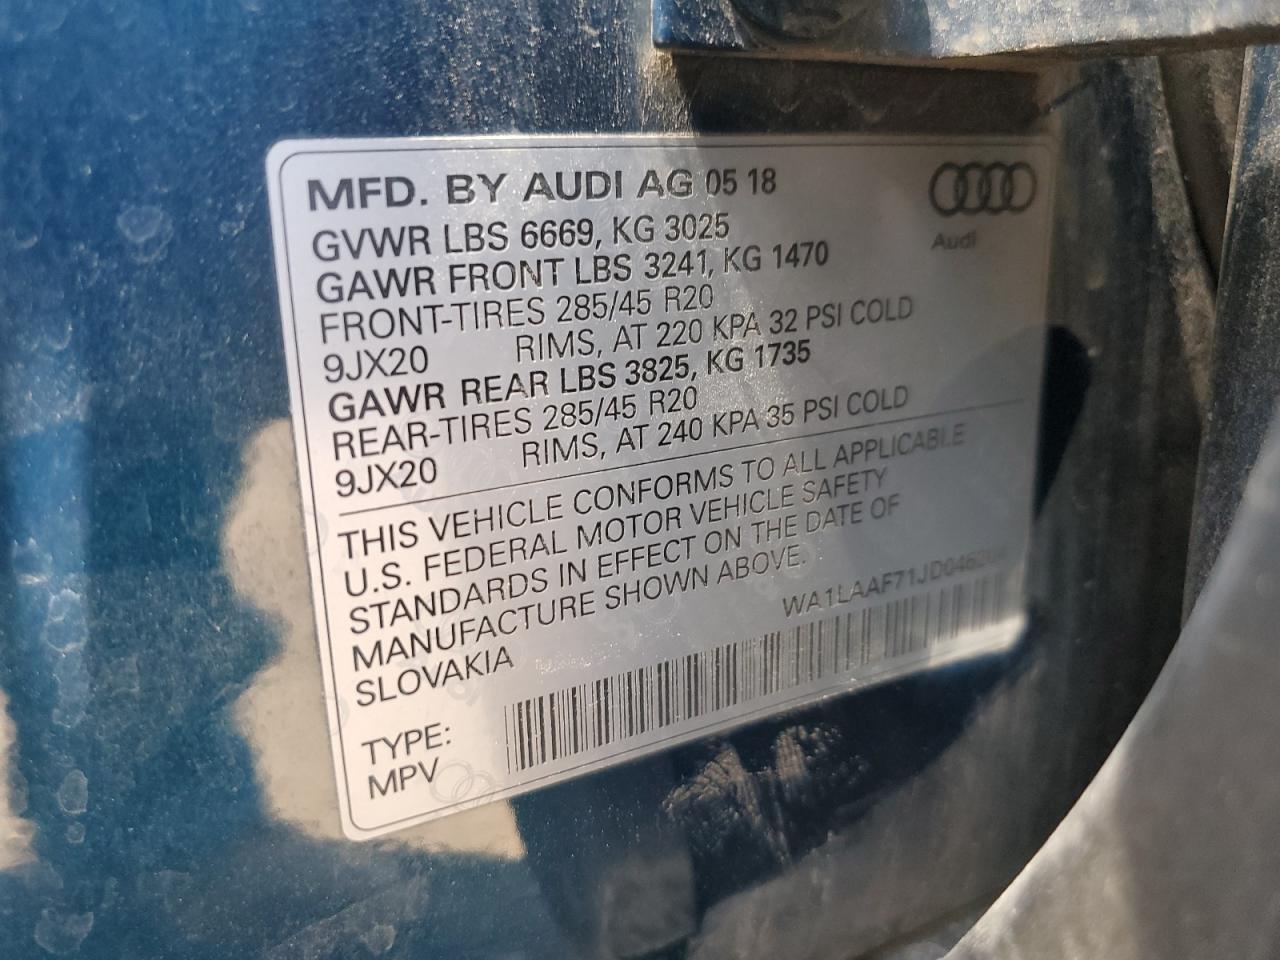 MFD. BY AUDI AG 05 18
Audi
GVWR LBS 6669, KG 3025
GAWR FRONT LBS 3241, KG 1470
FRONT-TIRES 285/45 R20
9JX20 RIMS, AT 220 KPA 32 PSI COLD
GAWR REAR LBS 3825, KG 1735
REAR-TIRES 285/45 R20
9JX20 RIMS, AT 240 KPA 35 PSI COLD
THIS VEHICLE CONFORMS TO ALL APPLICABLE
U.S. FEDERAL MOTOR VEHICLE SAFETY
STANDARDS IN EFFECT ON THE DATE OF
MANUFACTURE SHOWN ABOVE.
SLOVAKIA
TYPE:
MPV